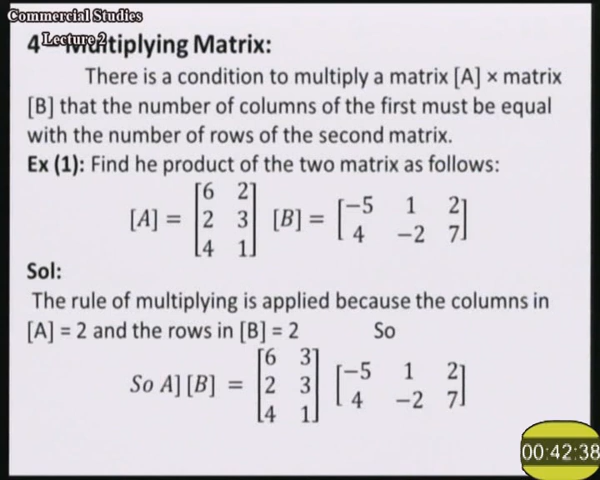 Commercial Studies
Lecture 2
4 Multiplying Matrix:
There is a condition to multiply a matrix [A] × matrix
[B] that the number of columns of the first must be equal
with the number of rows of the second matrix.
Ex (1): Find he product of the two matrix as follows:
[A] = [6 2; 2 3; 4 1] [B] = [−5 1 2; 4 −2 7]
Sol:
The rule of multiplying is applied because the columns in
[A] = 2 and the rows in [B] = 2 So
So A][B] = [6 3; 2 3; 4 1] [−5 1 2; 4 −2 7]
00:42:38